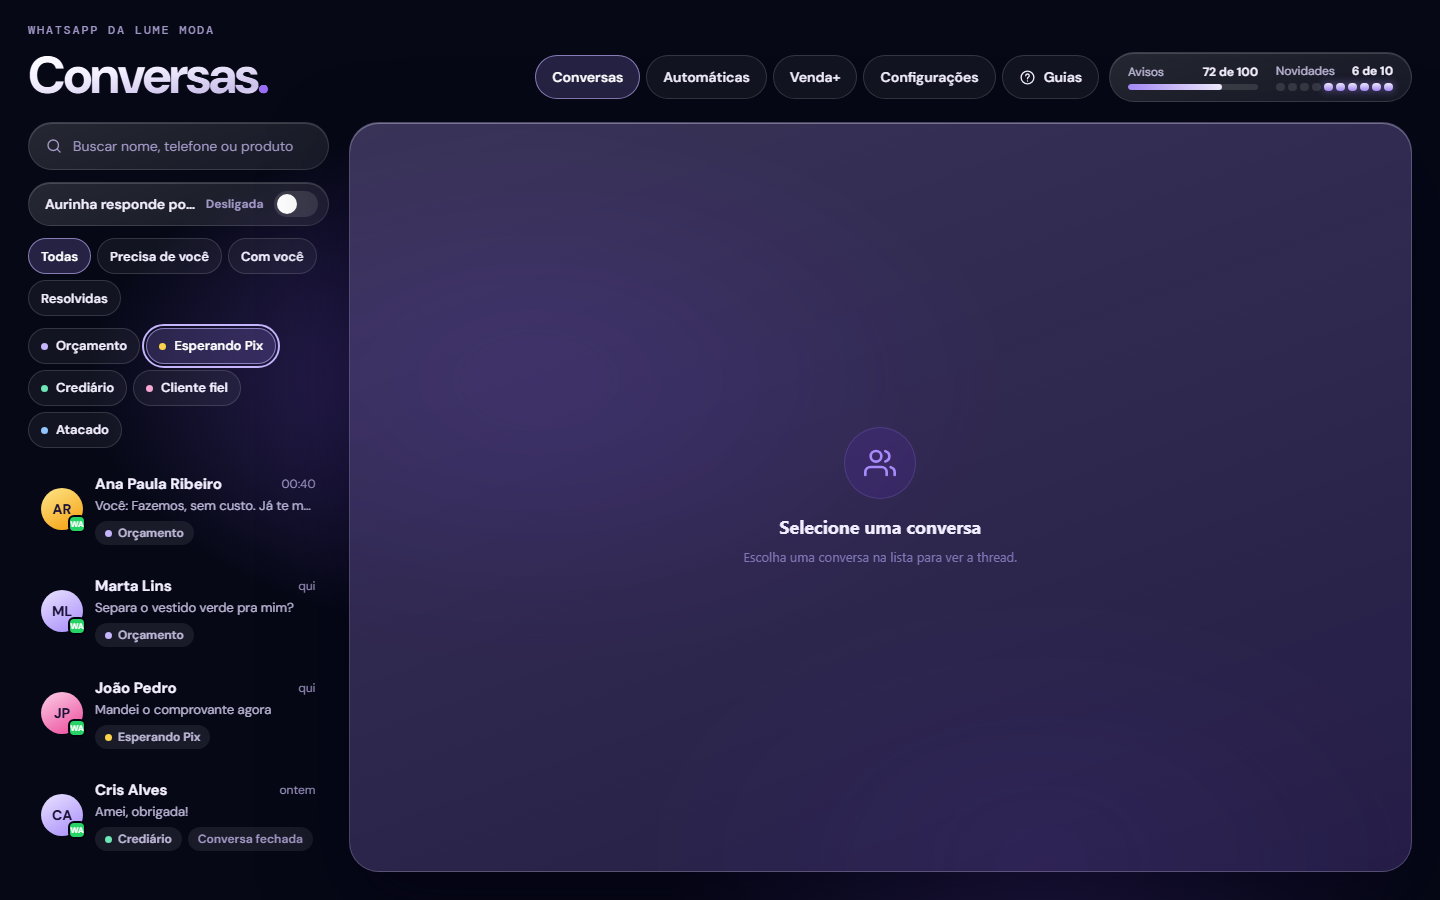 WHATSAPP DA LUME MODA
Conversas.
Conversas
Automáticas
Venda+
Configurações
Guias
Avisos 72 de 100
Novidades 6 de 10
Buscar nome, telefone ou produto
Aurinha responde po... Desligada
Todas
Precisa de você
Com você
Resolvidas
Orçamento
Esperando Pix
Crediário
Cliente fiel
Atacado
AR
WA
Ana Paula Ribeiro 00:40
Você: Fazemos, sem custo. Já te m...
Orçamento
ML
WA
Marta Lins qui
Separa o vestido verde pra mim?
Orçamento
JP
WA
João Pedro qui
Mandei o comprovante agora
Esperando Pix
CA
WA
Cris Alves ontem
Amei, obrigada!
Crediário Conversa fechada
Selecione uma conversa
Escolha uma conversa na lista para ver a thread.